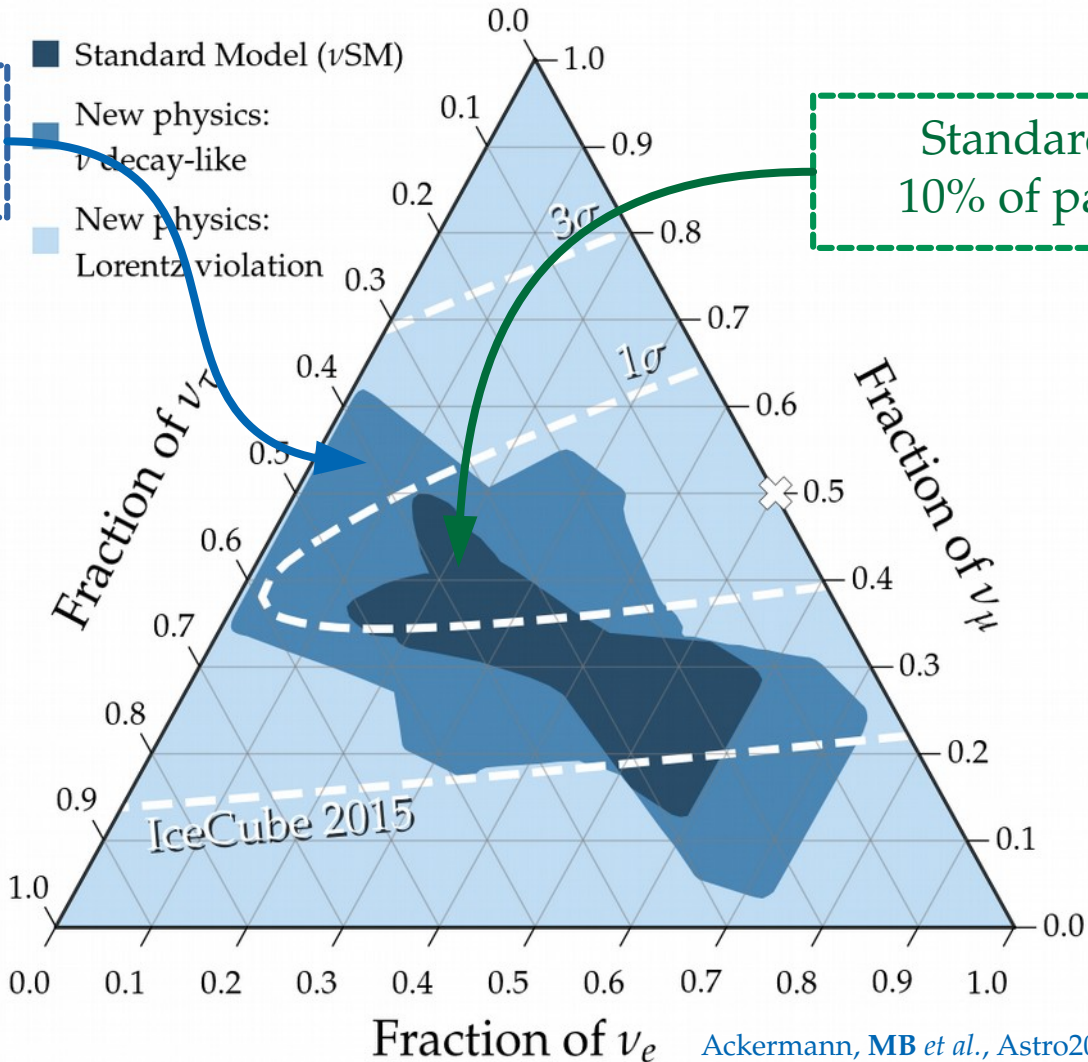 Standard Model (νSM)
New physics:
ν decay-like
New physics:
Lorentz violation
Standard
10% of pa
0.0
0.1
0.2
0.3
0.4
0.5
0.6
0.7
0.8
0.9
1.0
Fraction of ν_τ
1.0
0.9
0.8
0.7
0.6
0.5
0.4
0.3
0.2
0.1
0.0
Fraction of ν_μ
3σ
1σ
IceCube 2015
0.0 0.1 0.2 0.3 0.4 0.5 0.6 0.7 0.8 0.9 1.0
Fraction of ν_e
Ackermann, MB et al., Astro20